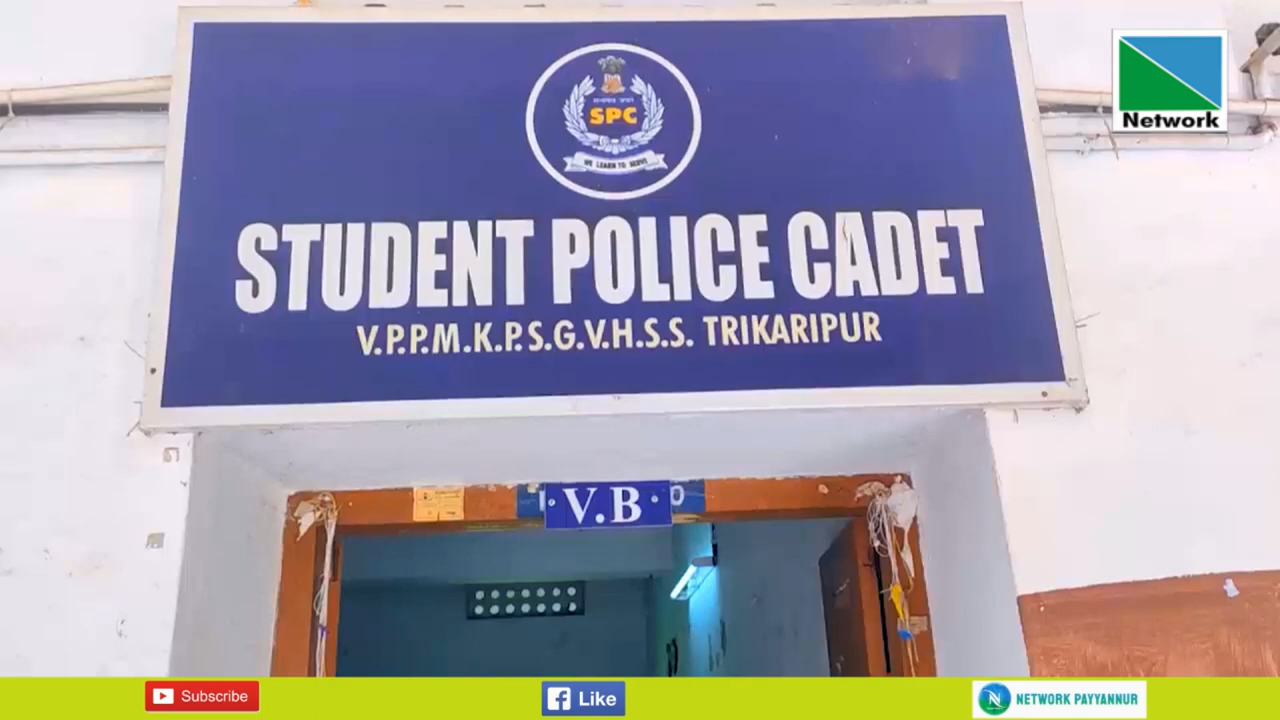 Network
SPC
WE LEARN TO SERVE
STUDENT POLICE CADET
V.P.P.M.K.P.S.G.V.H.S.S. TRIKARIPUR
V.B
Subscribe
Like
NETWORK PAYYANNUR